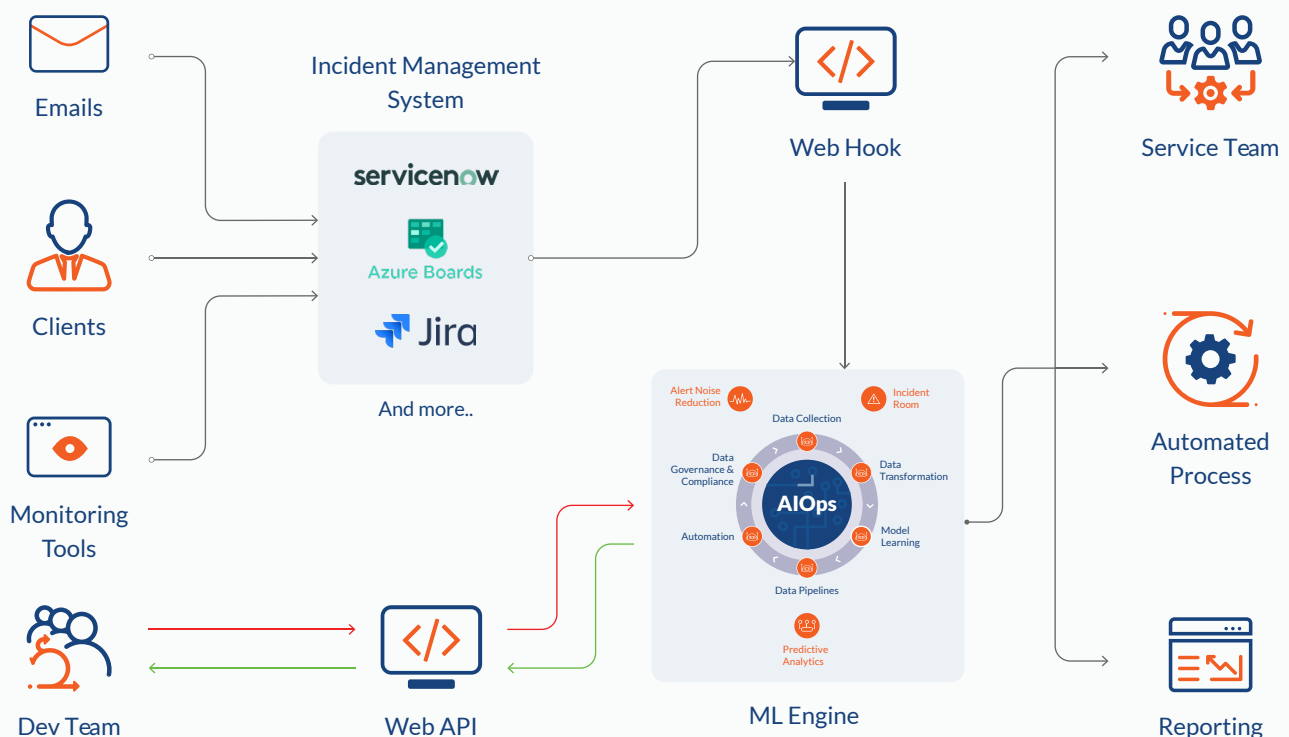 Emails
Clients
Monitoring
Tools
Dev Team
Incident Management
System
servicenow
Azure Boards
Jira
And more..
Web API
Web Hook
Alert Noise
Reduction
Incident
Room
Data Collection
Data
Governance &
Compliance
Data
Transformation
AIOps
Automation
Model
Learning
Data Pipelines
Predictive
Analytics
ML Engine
Service Team
Automated
Process
Reporting